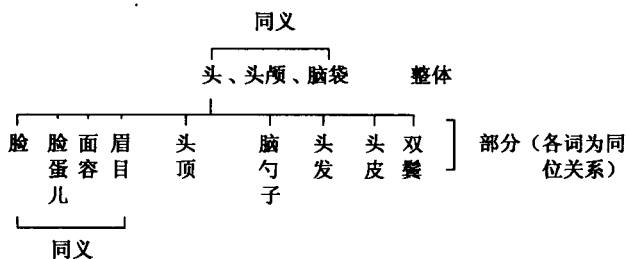 同义
头、头颅、脑袋 整体
脸 脸蛋儿 面容 眉目 头顶 脑勺子 头发 头皮 双鬓 部分（各词为同
位关系）
同义